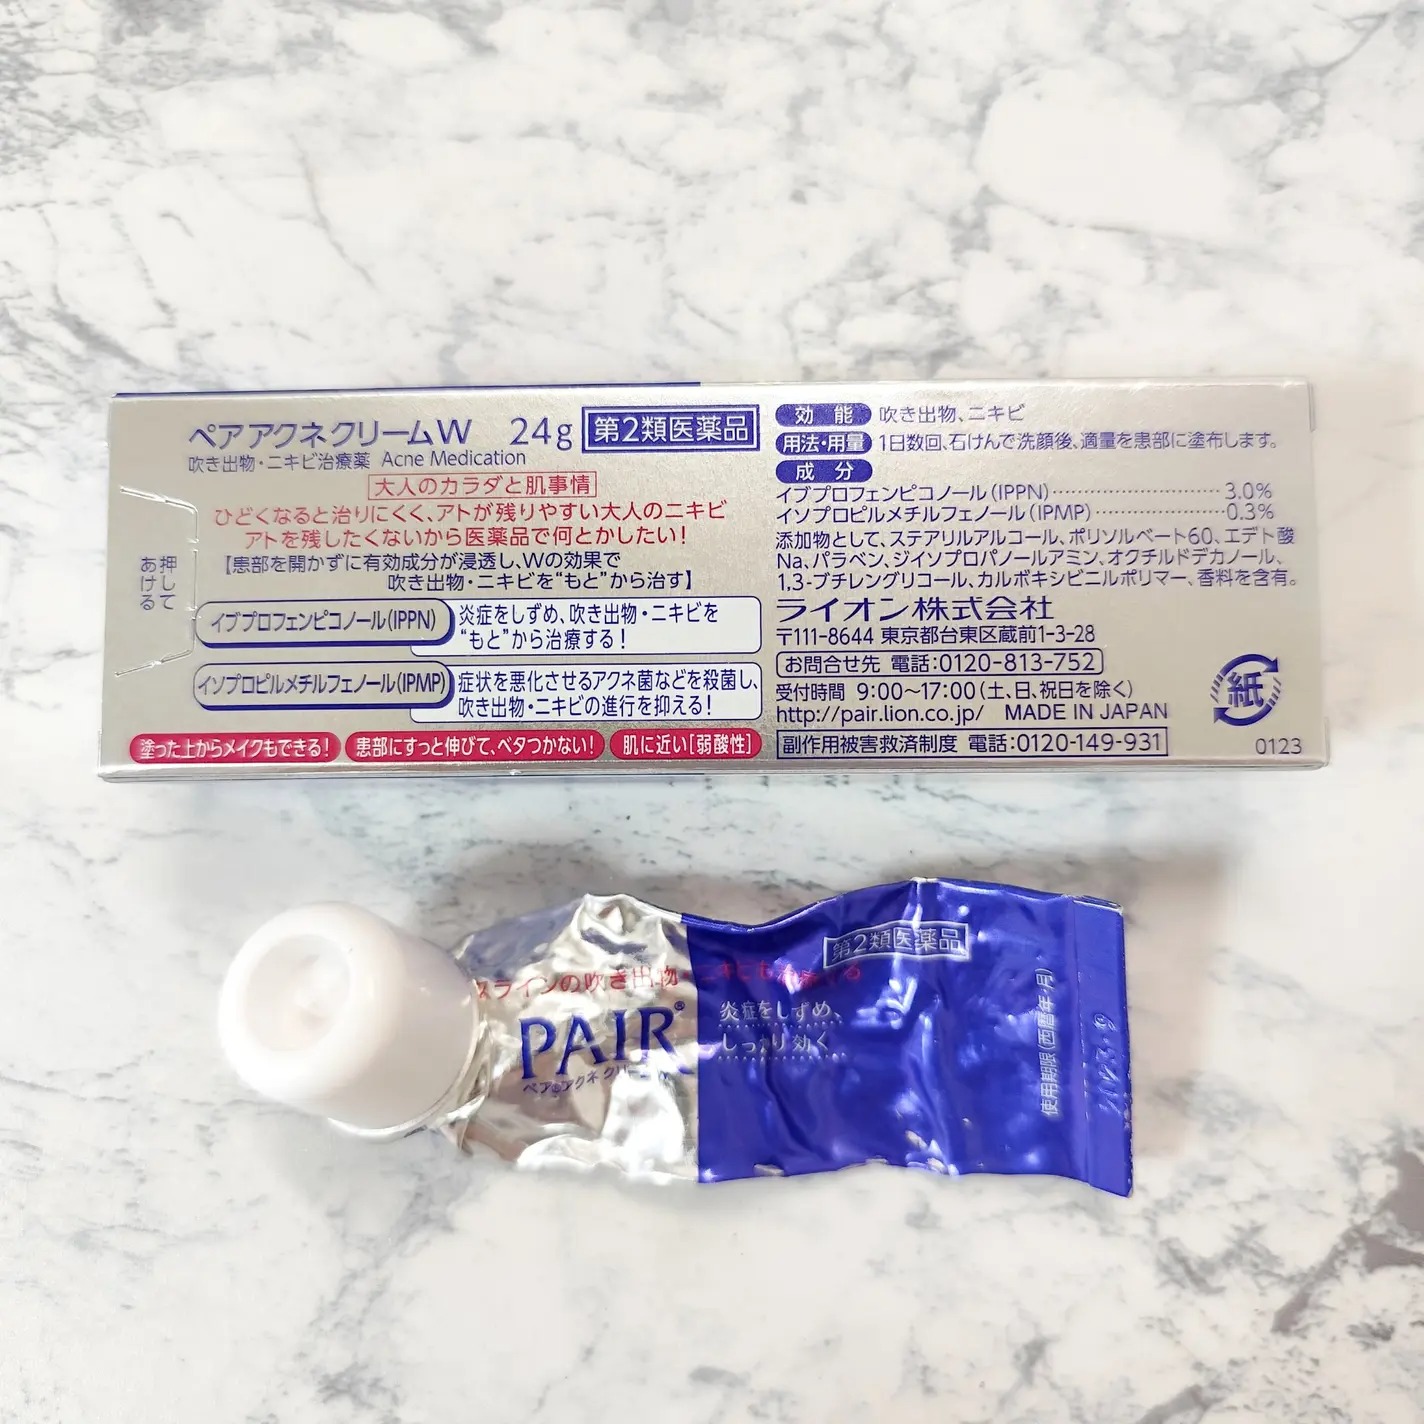 ペアアクネクリームW 24g 第2類医薬品
吹き出物・ニキビ治療薬 Acne Medication
大人のカラダと肌事情
ひどくなると治りにくく、アトが残りやすい大人のニキビ
アトを残したくないから医薬品で何とかしたい!
【患部を開かずに有効成分が浸透し、Wの効果で
吹き出物・ニキビを“もと”から治す】
押して
あける
イブプロフェンピコノール(IPPN)
炎症をしずめ、吹き出物・ニキビを
“もと”から治療する!
イソプロピルメチルフェノール(IPMP)
症状を悪化させるアクネ菌などを殺菌し、
吹き出物・ニキビの進行を抑える!
塗った上からメイクもできる! 患部にすっと伸びて、ベタつかない! 肌に近い[弱酸性]
効能 吹き出物、ニキビ
用法・用量 1日数回、石けんで洗顔後、適量を患部に塗布します。
成分
イブプロフェンピコノール(IPPN)‥‥‥‥‥‥‥‥3.0%
イソプロピルメチルフェノール(IPMP)‥‥‥‥‥‥0.3%
添加物として、ステアリルアルコール、ポリソルベート60、エデト酸
Na、パラベン、ジイソプロパノールアミン、オクチルドデカノール、
1,3-ブチレングリコール、カルボキシビニルポリマー、香料を含有。
ライオン株式会社
〒111-8644 東京都台東区蔵前1-3-28
お問合せ先 電話:0120-813-752
受付時間 9:00~17:00(土、日、祝日を除く)
http://pair.lion.co.jp/ MADE IN JAPAN
副作用被害救済制度 電話:0120-149-931
紙
0123
第2類医薬品
ラインの吹き出物・ニキビも治療する
PAIR®
ペア®アクネクリーム
炎症をしずめ、
しっかり効く
使用期限(西暦年・月)